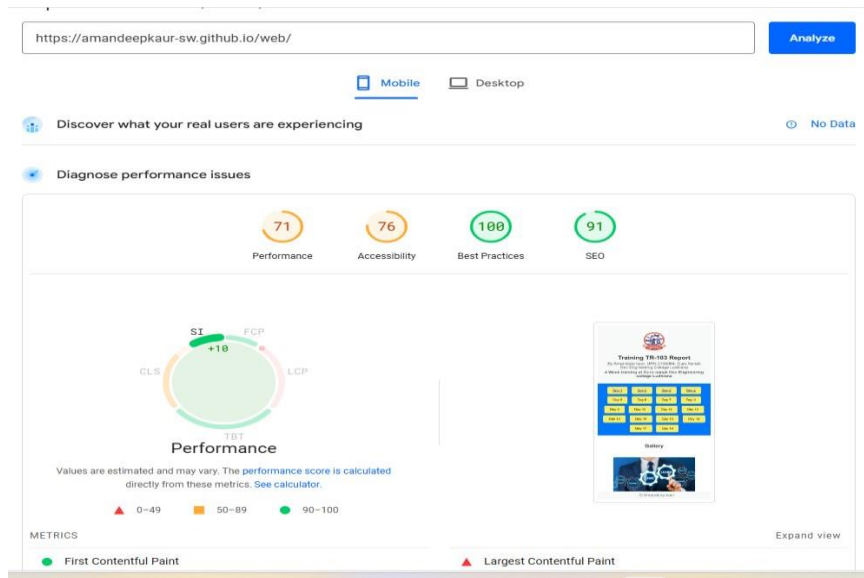 https://amandeepkaur-sw.github.io/web/
Analyze
Mobile
Desktop
Discover what your real users are experiencing
No Data
Diagnose performance issues
71
76
100
91
Performance
Accessibility
Best Practices
SEO
SI
FCP
+10
CLS
LCP
TBT
Performance
Values are estimated and may vary. The performance score is calculated
directly from these metrics. See calculator.
0–49
50–89
90–100
Training TR-103 Report
Gallery
METRICS
Expand view
First Contentful Paint
Largest Contentful Paint